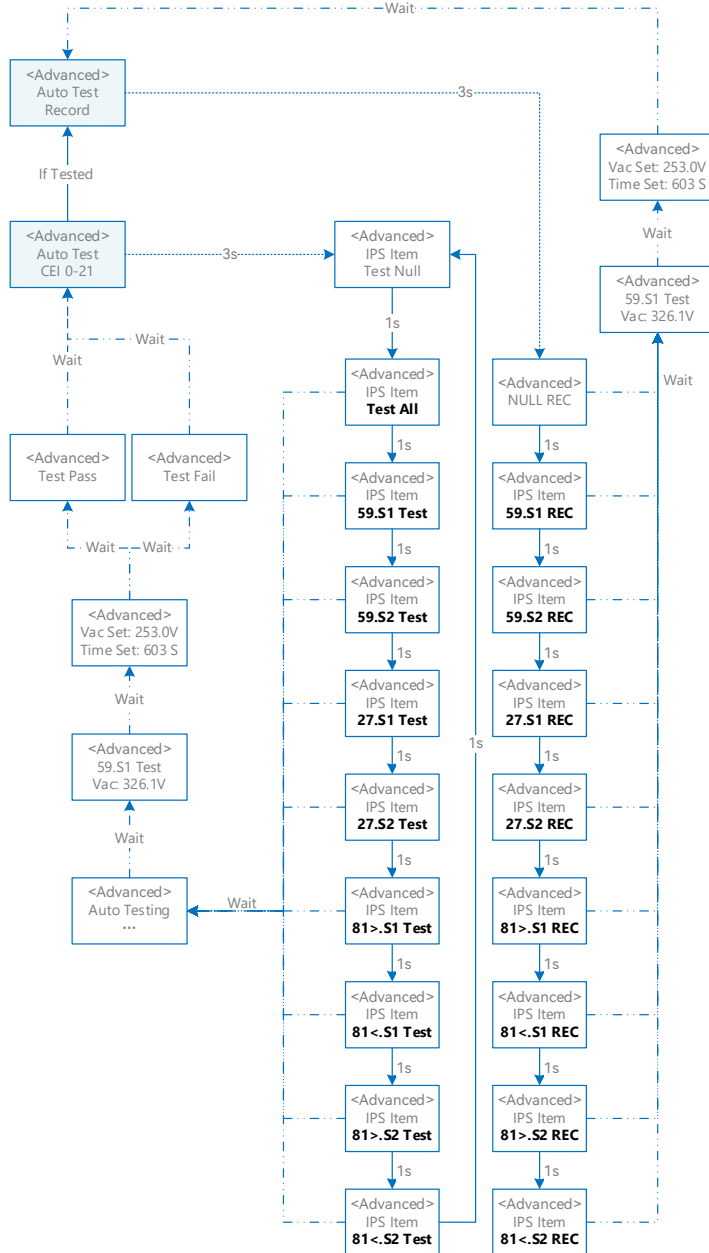 Wait
<Advanced>
Auto Test
Record
3s
<Advanced>
Vac Set: 253.0V
Time Set: 603 S
If Tested
Wait
<Advanced>
Auto Test
CEI 0-21
3s
<Advanced>
IPS Item
Test Null
<Advanced>
59.S1 Test
Vac: 326.1V
1s
Wait
Wait
Wait
<Advanced>
IPS Item
Test All
<Advanced>
NULL REC
1s
1s
<Advanced>
Test Pass
<Advanced>
Test Fail
<Advanced>
IPS Item
59.S1 Test
<Advanced>
IPS Item
59.S1 REC
Wait
Wait
1s
1s
<Advanced>
IPS Item
59.S2 Test
<Advanced>
IPS Item
59.S2 REC
<Advanced>
Vac Set: 253.0V
Time Set: 603 S
1s
1s
Wait
<Advanced>
IPS Item
27.S1 Test
<Advanced>
IPS Item
27.S1 REC
1s
<Advanced>
59.S1 Test
Vac: 326.1V
1s
1s
<Advanced>
IPS Item
27.S2 Test
<Advanced>
IPS Item
27.S2 REC
Wait
1s
1s
<Advanced>
Auto Testing
...
Wait
<Advanced>
IPS Item
81>.S1 Test
<Advanced>
IPS Item
81>.S1 REC
1s
1s
<Advanced>
IPS Item
81<.S1 Test
<Advanced>
IPS Item
81<.S1 REC
1s
1s
<Advanced>
IPS Item
81>.S2 Test
<Advanced>
IPS Item
81>.S2 REC
1s
1s
<Advanced>
IPS Item
81<.S2 Test
<Advanced>
IPS Item
81<.S2 REC